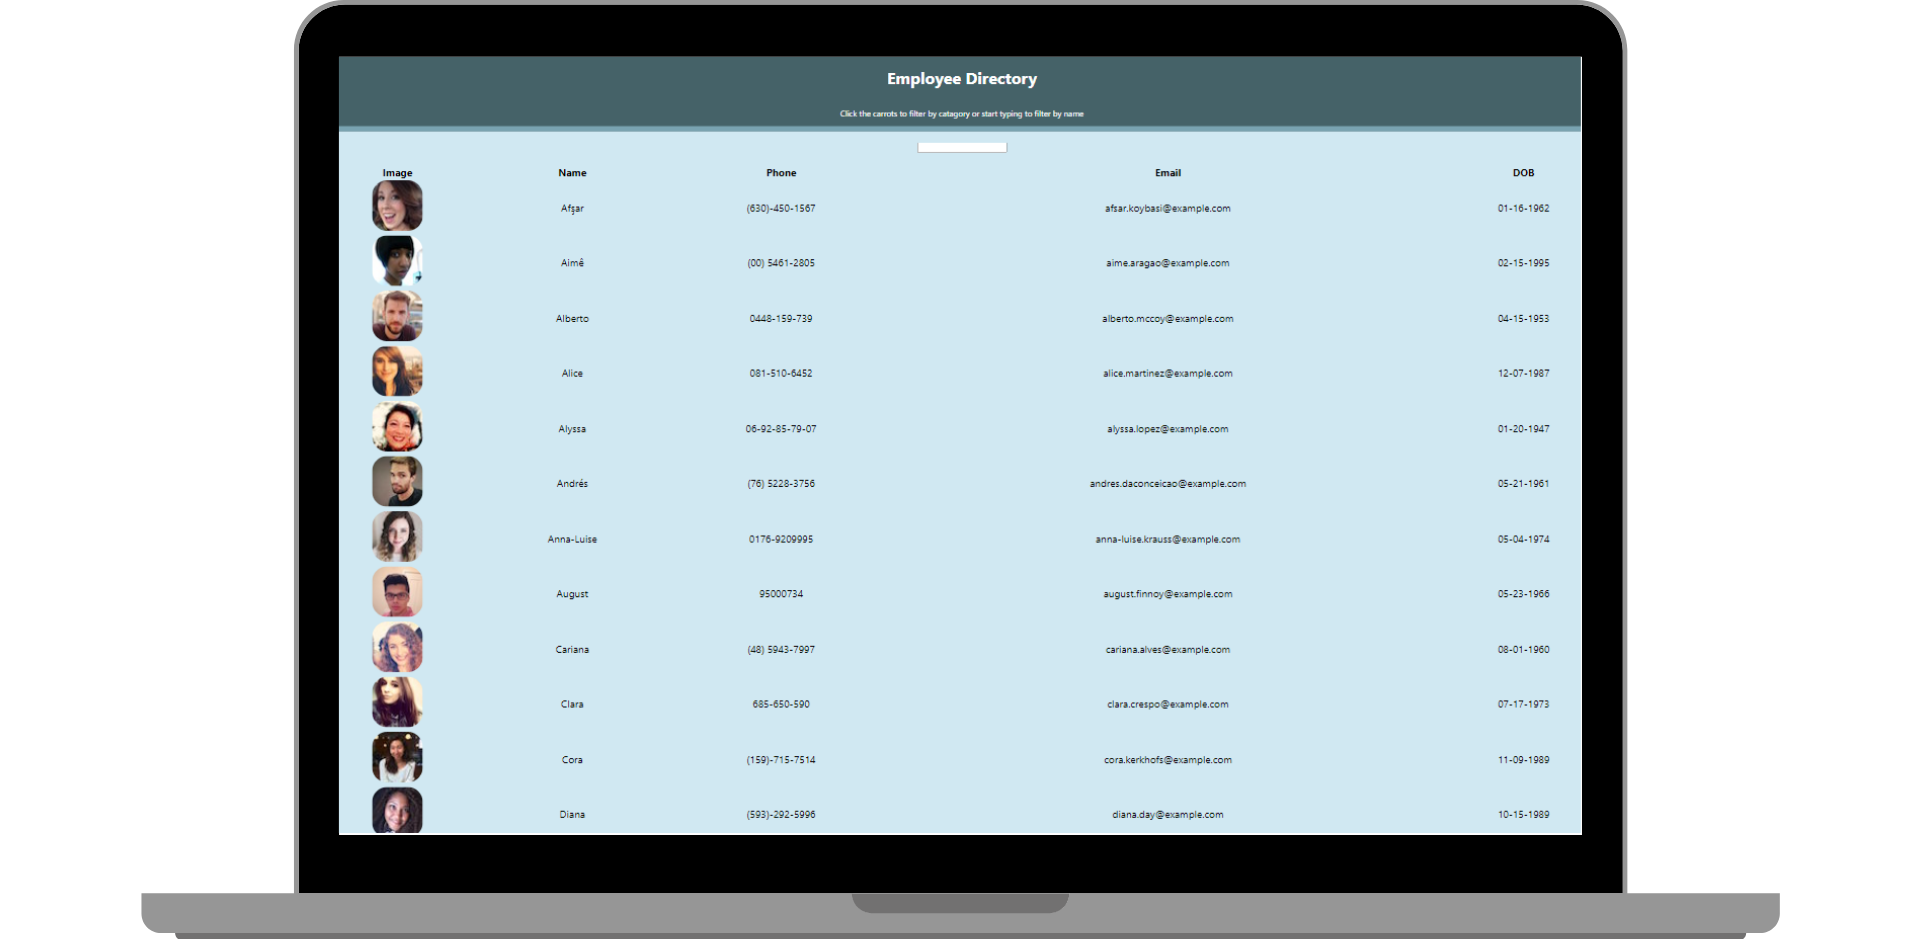 Employee Directory
Click the carrots to filter by catagory or start typing to filter by name
Image Name Phone Email DOB
Afşar (630)-450-1567 afsar.koybasi@example.com 01-16-1962
Aimê (00) 5461-2805 aime.aragao@example.com 02-15-1995
Alberto 0448-159-739 alberto.mccoy@example.com 04-15-1953
Alice 081-510-6452 alice.martinez@example.com 12-07-1987
Alyssa 06-92-85-79-07 alyssa.lopez@example.com 01-20-1947
Andrés (76) 5228-3756 andres.daconceicao@example.com 05-21-1961
Anna-Luise 0176-9209995 anna-luise.krauss@example.com 05-04-1974
August 95000734 august.finnoy@example.com 05-23-1966
Cariana (48) 5943-7997 cariana.alves@example.com 08-01-1960
Clara 685-650-590 clara.crespo@example.com 07-17-1973
Cora (159)-715-7514 cora.kerkhofs@example.com 11-09-1989
Diana (593)-292-5996 diana.day@example.com 10-15-1989